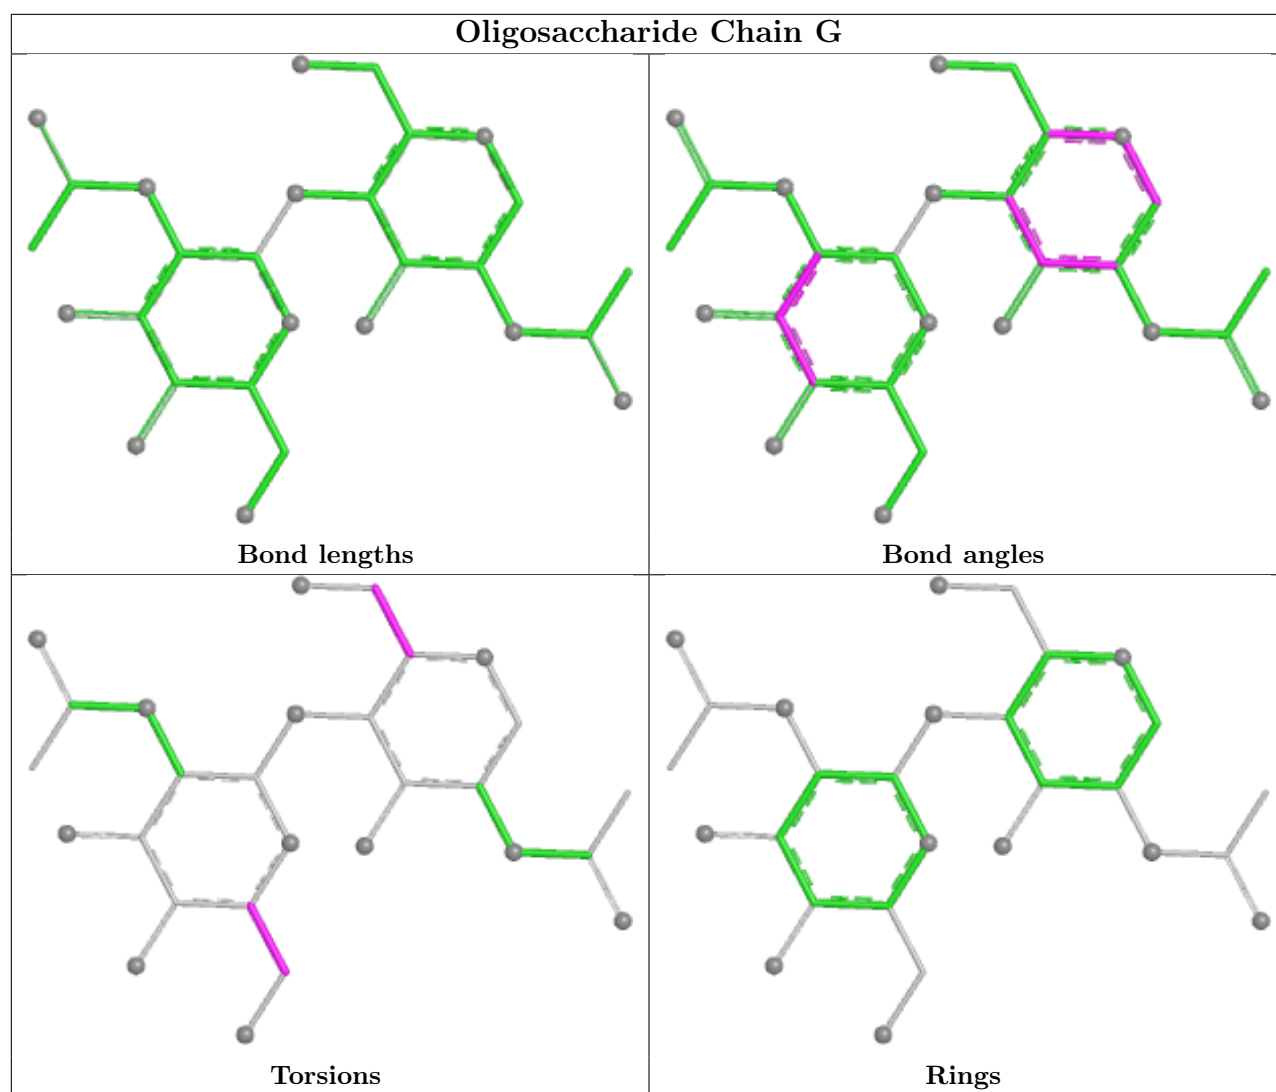 Oligosaccharide Chain G
Bond lengths
Bond angles
Torsions
Rings